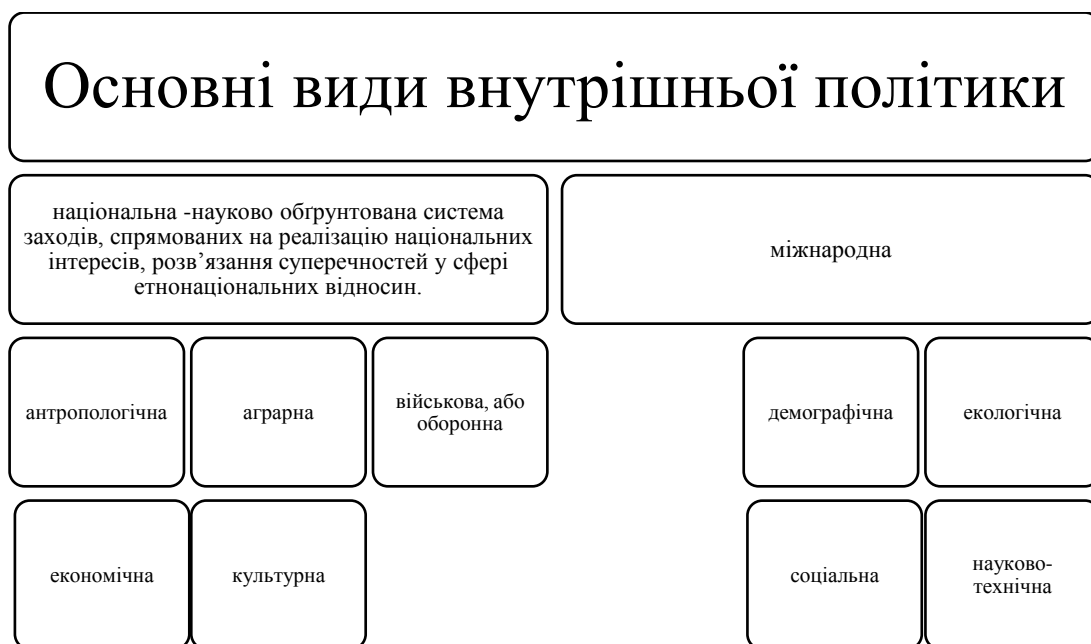 Основні види внутрішньої політики
національна -науково обґрунтована система
заходів, спрямованих на реалізацію національних
інтересів, розв’язання суперечностей у сфері
етнонаціональних відносин.
міжнародна
антропологічна
аграрна
військова, або
оборонна
демографічна
екологічна
економічна
культурна
соціальна
науково-
технічна